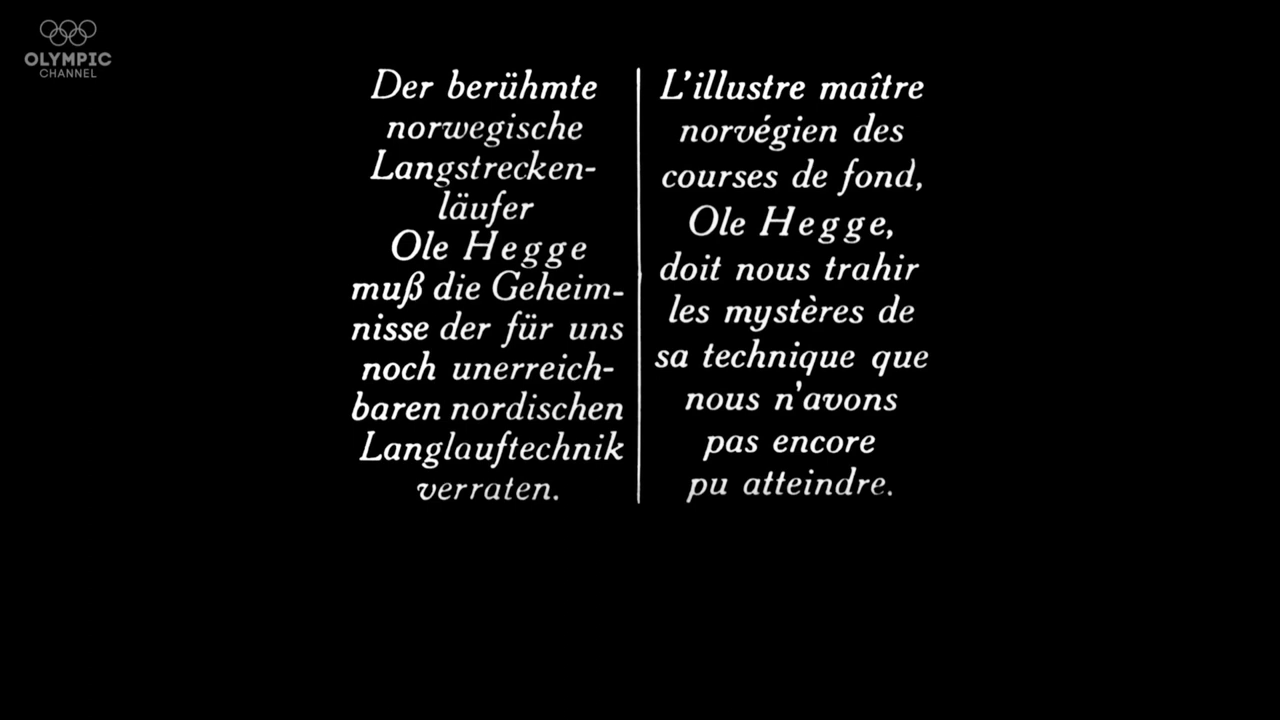 OLYMPIC
CHANNEL
Der berühmte
norwegische
Langstrecken-
läufer
Ole Hegge
muß die Geheim-
nisse der für uns
noch unerreich-
baren nordischen
Langlauftechnik
verraten.
L'illustre maître
norvégien des
courses de fond,
Ole Hegge,
doit nous trahir
les mystères de
sa technique que
nous n'avons
pas encore
pu atteindre.